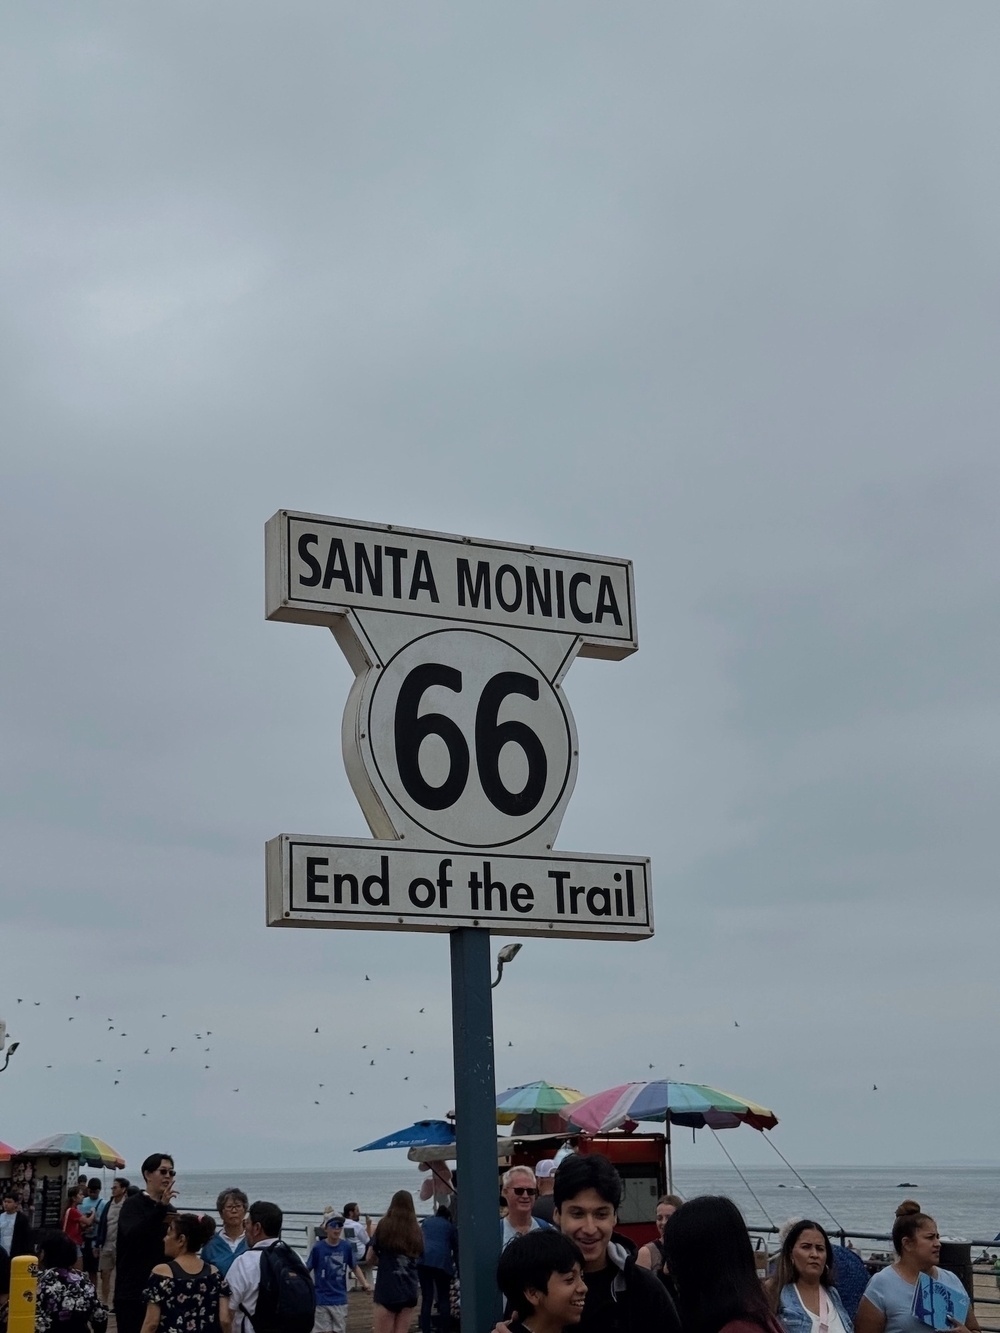 SANTA MONICA
66
End of the Trail